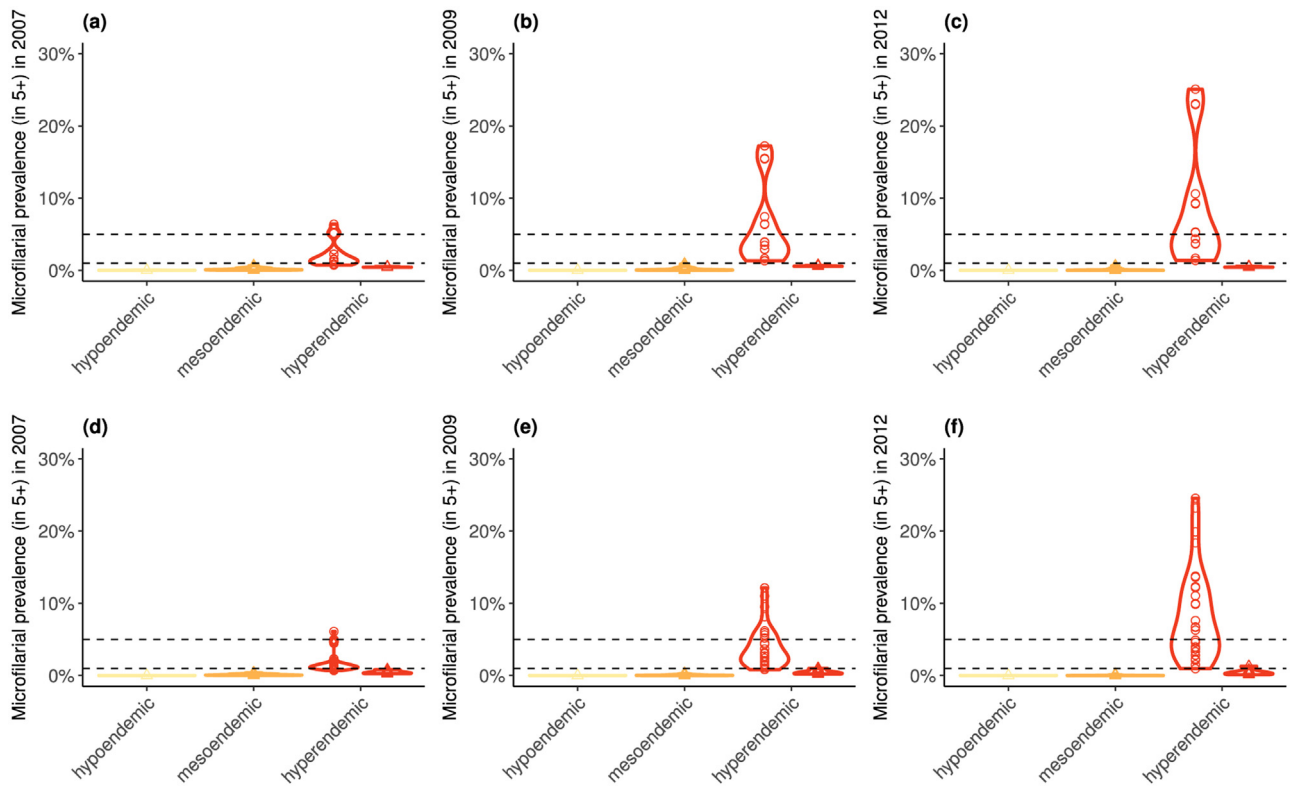 (a)
Microfilarial prevalence (in 5+) in 2007
30%
20%
10%
0%
hypoendemic
mesoendemic
hyperendemic
(b)
Microfilarial prevalence (in 5+) in 2009
30%
20%
10%
0%
hypoendemic
mesoendemic
hyperendemic
(c)
Microfilarial prevalence (in 5+) in 2012
30%
20%
10%
0%
hypoendemic
mesoendemic
hyperendemic
(d)
Microfilarial prevalence (in 5+) in 2007
30%
20%
10%
0%
hypoendemic
mesoendemic
hyperendemic
(e)
Microfilarial prevalence (in 5+) in 2009
30%
20%
10%
0%
hypoendemic
mesoendemic
hyperendemic
(f)
Microfilarial prevalence (in 5+) in 2012
30%
20%
10%
0%
hypoendemic
mesoendemic
hyperendemic